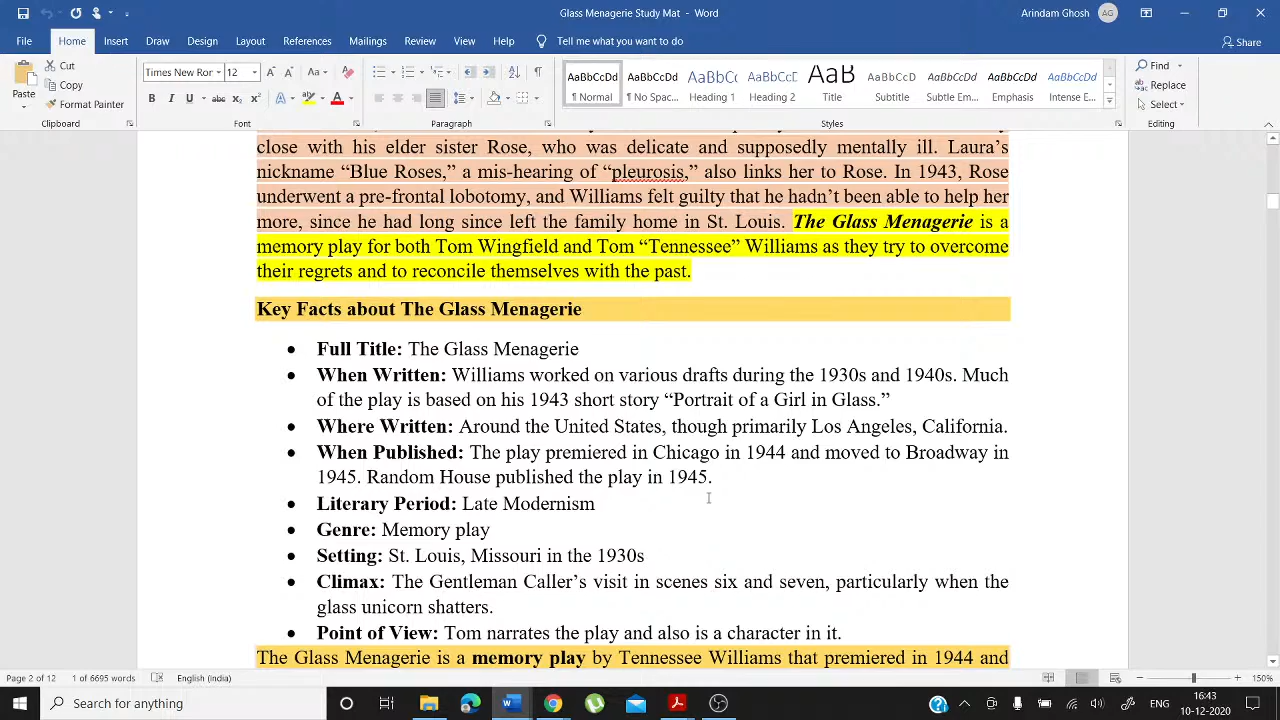 Glass Menagerie Study Mat - Word
Arindam Ghosh
AG
File Home Insert Draw Design Layout References Mailings Review View Help Tell me what you want to do
Share
Paste
Cut
Copy
Format Painter
Clipboard
Times New Ror 12
Font
Paragraph
AaBbCcDd AaBbCcDd AaBbCc AaBbCcC AaB AaBbCcD AaBbCcDd AaBbCcDd AaBbCcDd
¶ Normal ¶ No Spac... Heading 1 Heading 2 Title Subtitle Subtle Em... Emphasis Intense E...
Styles
Find
Replace
Select
Editing
close with his elder sister Rose, who was delicate and supposedly mentally ill. Laura’s
nickname “Blue Roses,” a mis-hearing of “pleurosis,” also links her to Rose. In 1943, Rose
underwent a pre-frontal lobotomy, and Williams felt guilty that he hadn’t been able to help her
more, since he had long since left the family home in St. Louis. The Glass Menagerie is a
memory play for both Tom Wingfield and Tom “Tennessee” Williams as they try to overcome
their regrets and to reconcile themselves with the past.
Key Facts about The Glass Menagerie
• Full Title: The Glass Menagerie
• When Written: Williams worked on various drafts during the 1930s and 1940s. Much
of the play is based on his 1943 short story “Portrait of a Girl in Glass.”
• Where Written: Around the United States, though primarily Los Angeles, California.
• When Published: The play premiered in Chicago in 1944 and moved to Broadway in
1945. Random House published the play in 1945.
• Literary Period: Late Modernism
• Genre: Memory play
• Setting: St. Louis, Missouri in the 1930s
• Climax: The Gentleman Caller’s visit in scenes six and seven, particularly when the
glass unicorn shatters.
• Point of View: Tom narrates the play and also is a character in it.
The Glass Menagerie is a memory play by Tennessee Williams that premiered in 1944 and
Page 2 of 12 1 of 6695 words English (India) 150%
Search for anything
ENG
16:43
10-12-2020